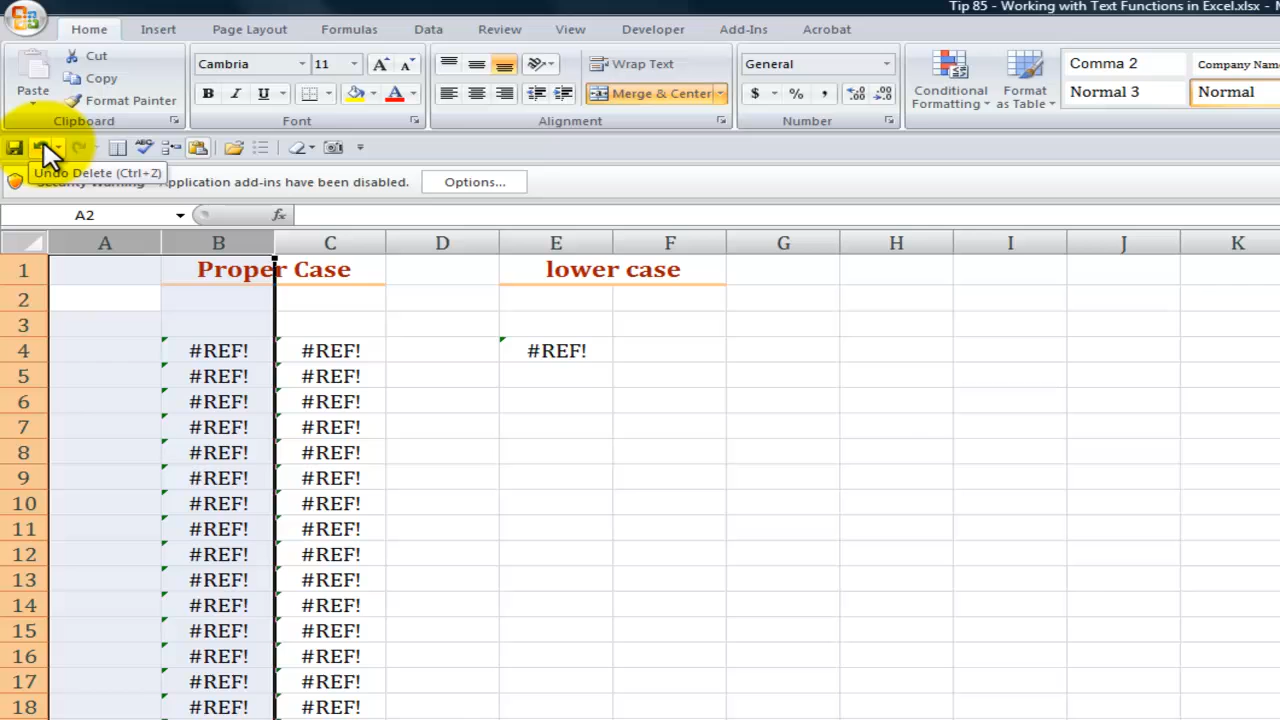 Tip 85 - Working with Text Functions in Excel.xlsx -
Home Insert Page Layout Formulas Data Review View Developer Add-Ins Acrobat
Paste Cut Cambria 11 Wrap Text General Comma 2 Company Name
Copy Conditional Formatting Format as Table
Format Painter B I U Merge & Center $ % , Normal 3 Normal
Clipboard Font Alignment Number
Undo Delete (Ctrl+Z)
Application add-ins have been disabled. Options...
A2 fx
A B C D E F G H I J K
1 Proper Case lower case
2
3
4 #REF! #REF! #REF!
5 #REF! #REF!
6 #REF! #REF!
7 #REF! #REF!
8 #REF! #REF!
9 #REF! #REF!
10 #REF! #REF!
11 #REF! #REF!
12 #REF! #REF!
13 #REF! #REF!
14 #REF! #REF!
15 #REF! #REF!
16 #REF! #REF!
17 #REF! #REF!
18 #REF! #REF!